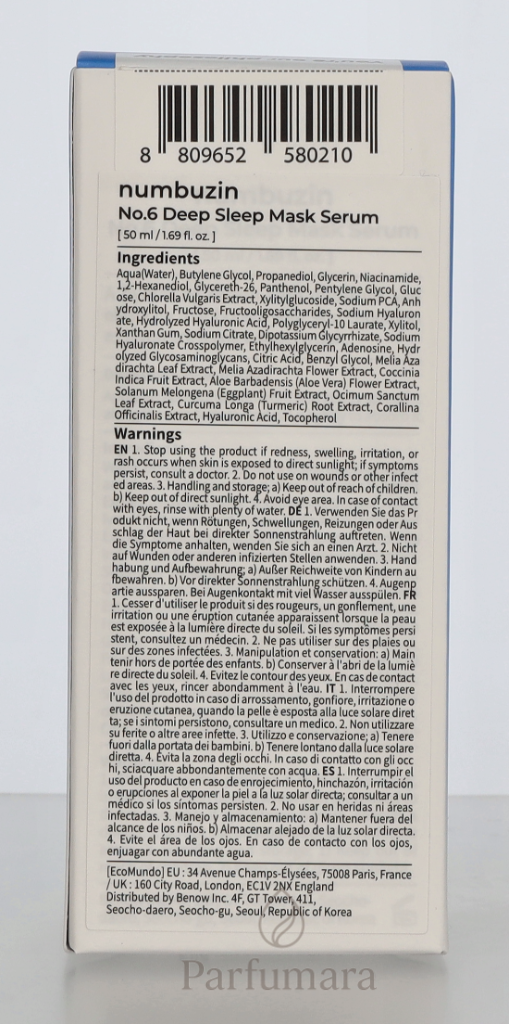 8 809652 580210
numbuzin
No.6 Deep Sleep Mask Serum
[ 50 ml / 1.69 fl. oz. ]
Ingredients
Aqua(Water), Butylene Glycol, Propanediol, Glycerin, Niacinamide,
1,2-Hexanediol, Glycereth-26, Panthenol, Pentylene Glycol, Gluc
ose, Chlorella Vulgaris Extract, Xylitylglucoside, Sodium PCA, Anh
ydroxylitol, Fructose, Fructooligosaccharides, Sodium Hyaluron
ate, Hydrolyzed Hyaluronic Acid, Polyglyceryl-10 Laurate, Xylitol,
Xanthan Gum, Sodium Citrate, Dipotassium Glycyrrhizate, Sodium
Hyaluronate Crosspolymer, Ethylhexylglycerin, Adenosine, Hydr
olyzed Glycosaminoglycans, Citric Acid, Benzyl Glycol, Melia Aza
dirachta Leaf Extract, Melia Azadirachta Flower Extract, Coccinia
Indica Fruit Extract, Aloe Barbadensis (Aloe Vera) Flower Extract,
Solanum Melongena (Eggplant) Fruit Extract, Ocimum Sanctum
Leaf Extract, Curcuma Longa (Turmeric) Root Extract, Corallina
Officinalis Extract, Hyaluronic Acid, Tocopherol
Warnings
EN 1. Stop using the product if redness, swelling, irritation, or
rash occurs when skin is exposed to direct sunlight; if symptoms
persist, consult a doctor. 2. Do not use on wounds or other infect
ed areas. 3. Handling and storage; a) Keep out of reach of children.
b) Keep out of direct sunlight. 4. Avoid eye area. In case of contact
with eyes, rinse with plenty of water. DE 1. Verwenden Sie das Pr
odukt nicht, wenn Rötungen, Schwellungen, Reizungen oder Aus
schlag der Haut bei direkter Sonnenstrahlung auftreten. Wenn
die Symptome anhalten, wenden Sie sich an einen Arzt. 2. Nicht
auf Wunden oder anderen infizierten Stellen anwenden. 3. Hand
habung und Aufbewahrung; a) Außer Reichweite von Kindern au
fbewahren. b) Vor direkter Sonnenstrahlung schützen. 4. Augenp
artie aussparen. Bei Augenkontakt mit viel Wasser ausspülen. FR
1. Cesser d'utiliser le produit si des rougeurs, un gonflement, une
irritation ou une éruption cutanée apparaissent lorsque la peau
est exposée à la lumière directe du soleil. Si les symptômes persi
stent, consultez un médecin. 2. Ne pas utiliser sur des plaies ou
sur des zones infectées. 3. Manipulation et conservation: a) Main
tenir hors de portée des enfants. b) Conserver à l'abri de la lumiè
re directe du soleil. 4. Evitez le contour des yeux. En cas de contact
avec les yeux, rincer abondamment à l'eau. IT 1. Interrompere
l'uso del prodotto in caso di arrossamento, gonfiore, irritazione o
eruzione cutanea, quando la pelle è esposta alla luce solare diret
ta; se i sintomi persistono, consultare un medico. 2. Non utilizzare
su ferite o altre aree infette. 3. Utilizzo e conservazione; a) Tenere
fuori dalla portata dei bambini. b) Tenere lontano dalla luce solare
diretta. 4. Evita la zona degli occhi. In caso di contatto con gli occ
hi, sciacquare abbondantemente con acqua. ES 1. Interrumpir el
uso del producto en caso de enrojecimiento, hinchazón, irritación
o erupciones al exponer la piel a la luz solar directa; consultar a un
médico si los síntomas persisten. 2. No usar en heridas ni áreas
infectadas. 3. Manejo y almacenamiento: a) Mantener fuera del
alcance de los niños. b) Almacenar alejado de la luz solar directa.
4. Evite el área de los ojos. En caso de contacto con los ojos,
enjuagar con abundante agua.
[EcoMundo] EU : 34 Avenue Champs-Élysées, 75008 Paris, France
/ UK : 160 City Road, London, EC1V 2NX England
Distributed by Benow Inc. 4F, GT Tower, 411,
Seocho-daero, Seocho-gu, Seoul, Republic of Korea
Parfumara